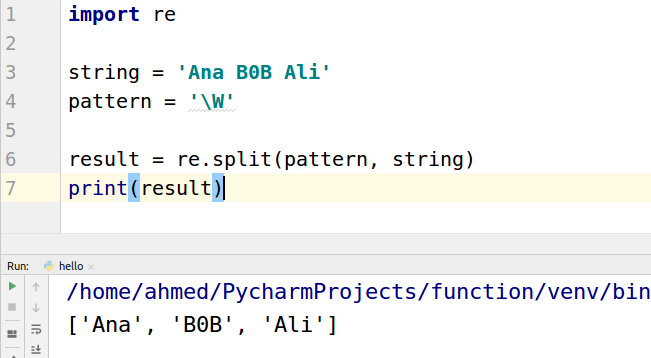 1 import re
2
3 string = 'Ana B0B Ali'
4 pattern = '\W'
5
6 result = re.split(pattern, string)
7 print(result)
Run: hello ×
/home/ahmed/PycharmProjects/function/venv/bin
['Ana', 'B0B', 'Ali']